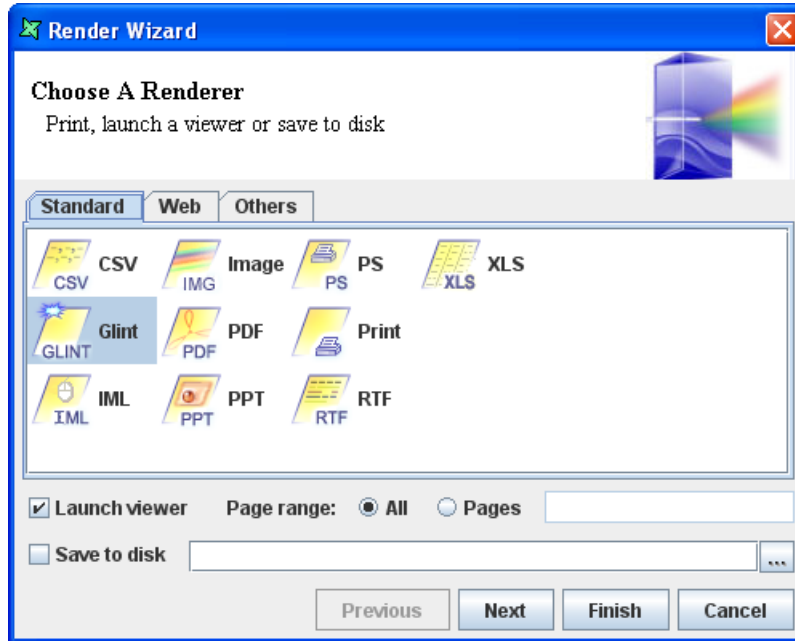 Render Wizard
Choose A Renderer
Print, launch a viewer or save to disk
Standard Web Others
CSV CSV IMG Image PS PS XLS XLS
GLINT Glint PDF PDF Print
IML IML PPT PPT RTF RTF
Launch viewer Page range: All Pages
Save to disk ...
Previous Next Finish Cancel